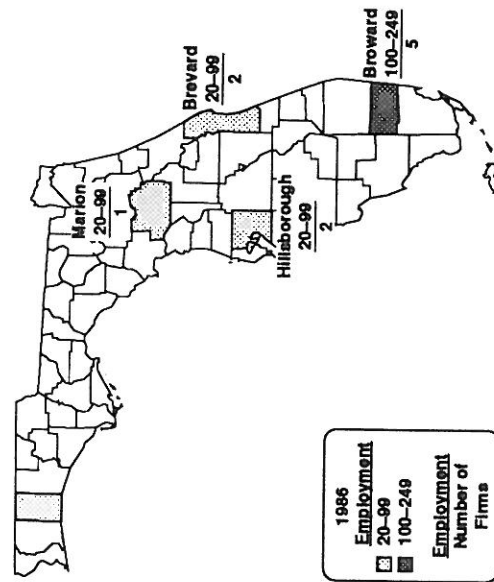 Marion
20–99
1
Brevard
20–99
2
Hillsborough
20–99
2
Broward
100–249
5
1986
Employment
20–99
100–249
Employment
Number of
Firms